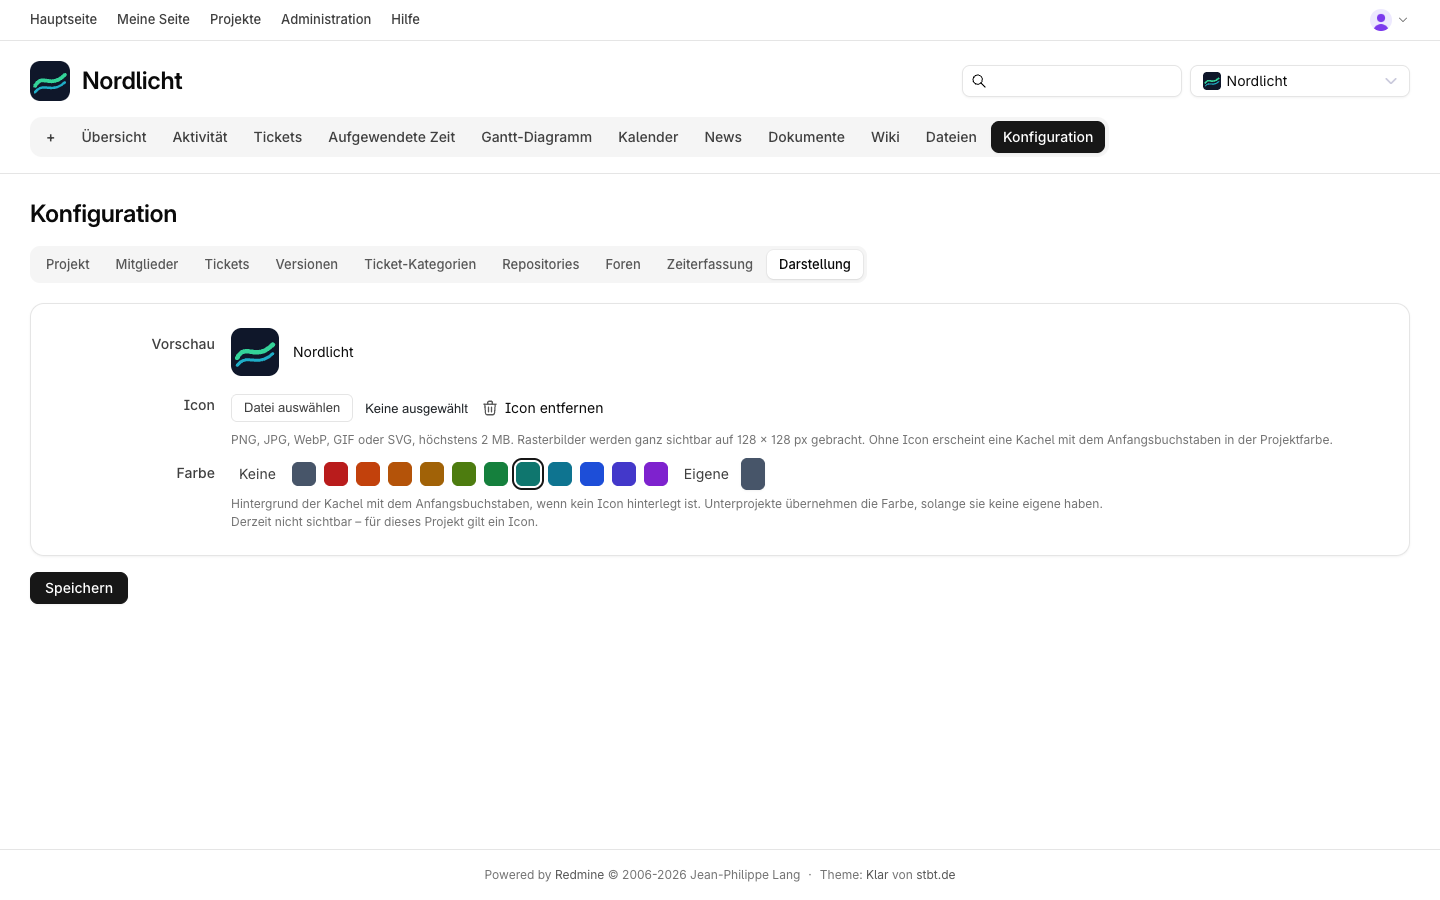 Hauptseite Meine Seite Projekte Administration Hilfe
Nordlicht
Nordlicht
+ Übersicht Aktivität Tickets Aufgewendete Zeit Gantt-Diagramm Kalender News Dokumente Wiki Dateien Konfiguration
Konfiguration
Projekt Mitglieder Tickets Versionen Ticket-Kategorien Repositories Foren Zeiterfassung Darstellung
Vorschau Nordlicht
Icon Datei auswählen Keine ausgewählt Icon entfernen
PNG, JPG, WebP, GIF oder SVG, höchstens 2 MB. Rasterbilder werden ganz sichtbar auf 128 × 128 px gebracht. Ohne Icon erscheint eine Kachel mit dem Anfangsbuchstaben in der Projektfarbe.
Farbe Keine Eigene
Hintergrund der Kachel mit dem Anfangsbuchstaben, wenn kein Icon hinterlegt ist. Unterprojekte übernehmen die Farbe, solange sie keine eigene haben.
Derzeit nicht sichtbar – für dieses Projekt gilt ein Icon.
Speichern
Powered by Redmine © 2006-2026 Jean-Philippe Lang · Theme: Klar von stbt.de